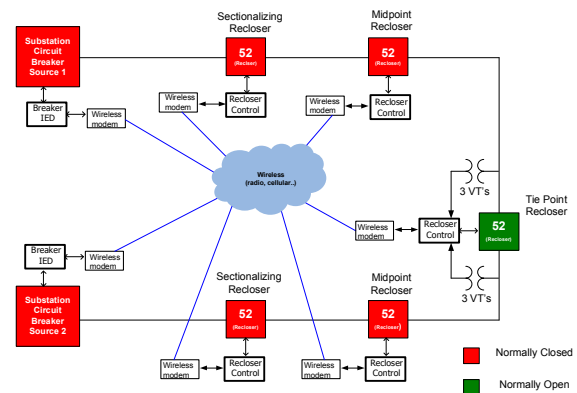 Sectionalizing
Recloser
Midpoint
Recloser
Substation
Circuit
Breaker
Source 1
52
(Recloser)
52
(Recloser)
Breaker
IED
Wireless
modem
Wireless
modem
Recloser
Control
Wireless
modem
Recloser
Control
Wireless
(radio, cellular..)
3 VT's
Tie Point
Recloser
Wireless
modem
Recloser
Control
52
(Recloser)
3 VT's
Breaker
IED
Wireless
modem
Sectionalizing
Recloser
Midpoint
Recloser
Substation
Circuit
Breaker
Source 2
52
(Recloser)
52
(Recloser)
Wireless
modem
Recloser
Control
Wireless
modem
Recloser
Control
Normally Closed
Normally Open